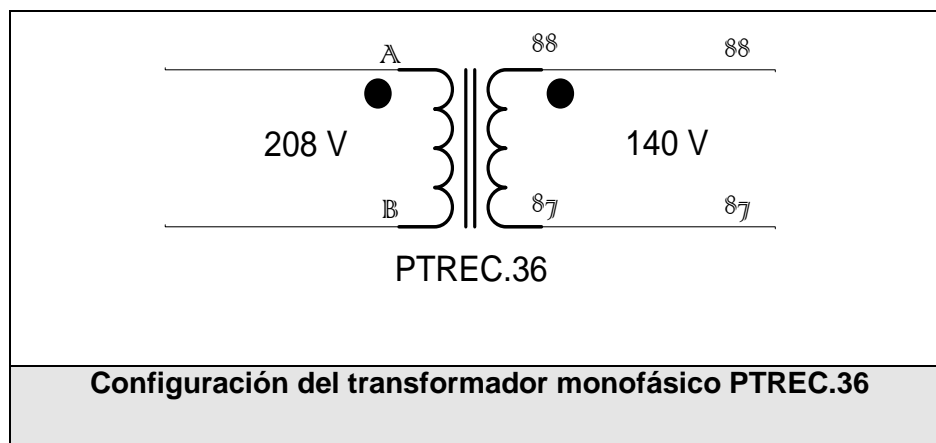 A 88 88
208 V 140 V
B 87 87
PTREC.36
Configuración del transformador monofásico PTREC.36